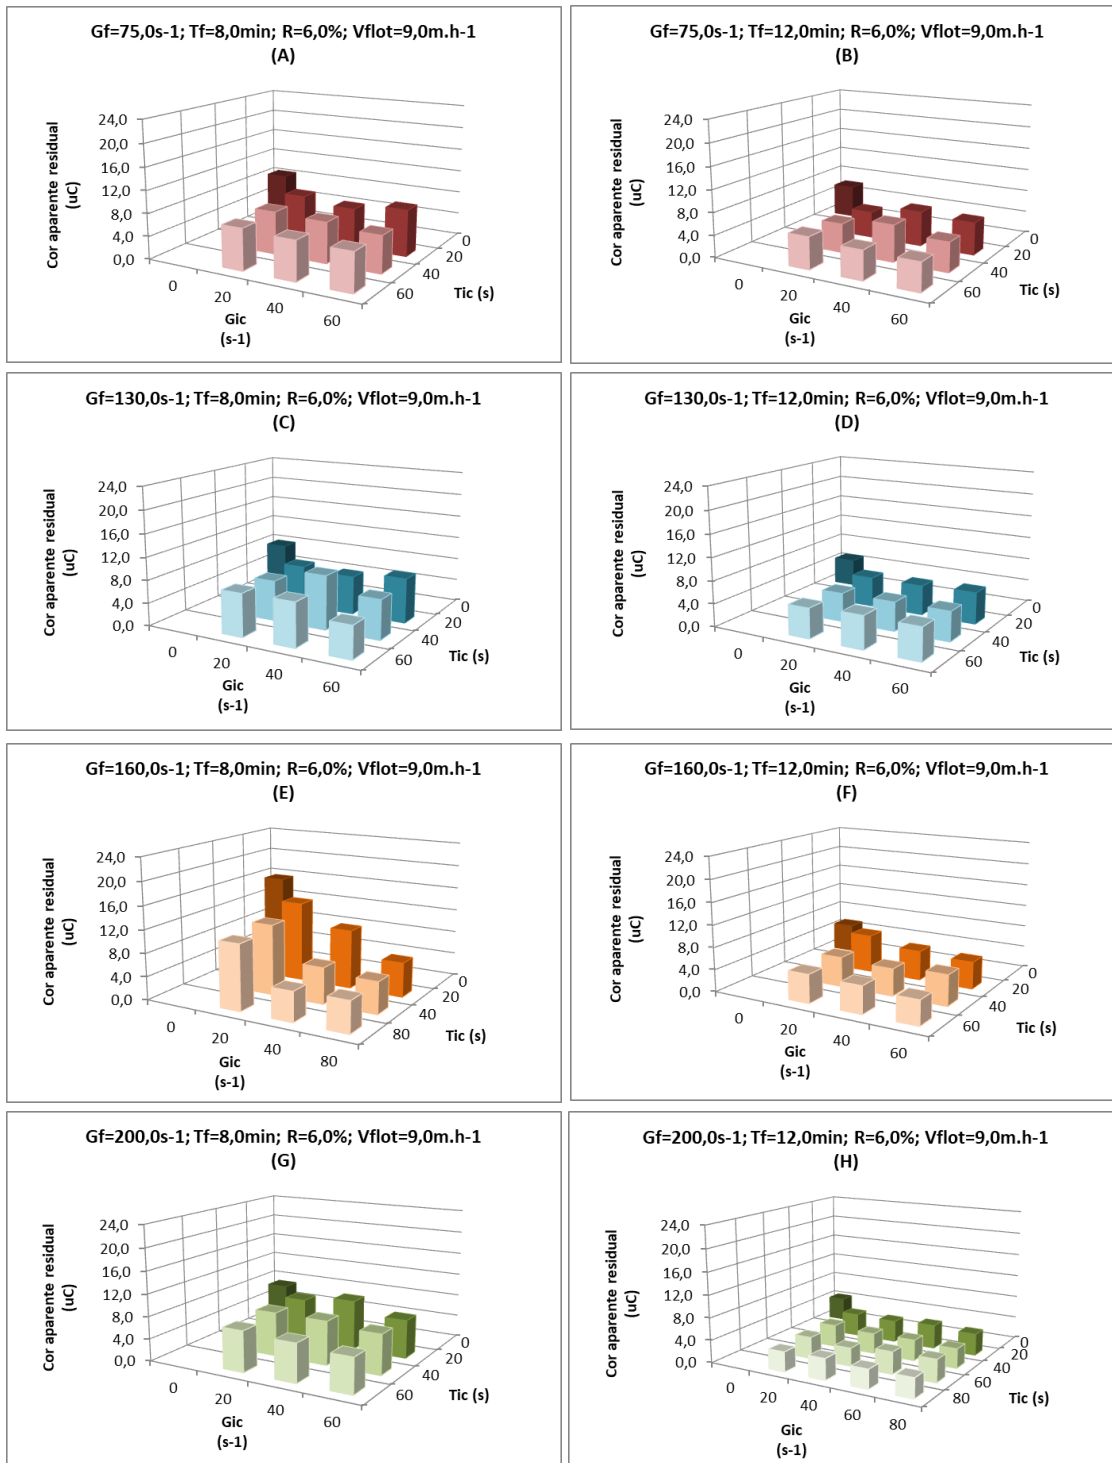 Gf=75,0s-1; Tf=8,0min; R=6,0%; Vflot=9,0m.h-1
(A)
Cor aparente residual
(uC)
24,0
20,0
16,0
12,0
8,0
4,0
0,0
0
20
40
60
Gic
(s-1)
0
20
40
60
Tic (s)
Gf=75,0s-1; Tf=12,0min; R=6,0%; Vflot=9,0m.h-1
(B)
Cor aparente residual
(uC)
24,0
20,0
16,0
12,0
8,0
4,0
0,0
0
20
40
60
Gic
(s-1)
0
20
40
60
Tic (s)
Gf=130,0s-1; Tf=8,0min; R=6,0%; Vflot=9,0m.h-1
(C)
Cor aparente residual
(uC)
24,0
20,0
16,0
12,0
8,0
4,0
0,0
0
20
40
60
Gic
(s-1)
0
20
40
60
Tic (s)
Gf=130,0s-1; Tf=12,0min; R=6,0%; Vflot=9,0m.h-1
(D)
Cor aparente residual
(uC)
24,0
20,0
16,0
12,0
8,0
4,0
0,0
0
20
40
60
Gic
(s-1)
0
20
40
60
Tic (s)
Gf=160,0s-1; Tf=8,0min; R=6,0%; Vflot=9,0m.h-1
(E)
Cor aparente residual
(uC)
24,0
20,0
16,0
12,0
8,0
4,0
0,0
0
20
40
80
Gic
(s-1)
0
20
40
80
Tic (s)
Gf=160,0s-1; Tf=12,0min; R=6,0%; Vflot=9,0m.h-1
(F)
Cor aparente residual
(uC)
24,0
20,0
16,0
12,0
8,0
4,0
0,0
0
20
40
60
Gic
(s-1)
0
20
40
60
Tic (s)
Gf=200,0s-1; Tf=8,0min; R=6,0%; Vflot=9,0m.h-1
(G)
Cor aparente residual
(uC)
24,0
20,0
16,0
12,0
8,0
4,0
0,0
0
20
40
60
Gic
(s-1)
0
20
40
60
Tic (s)
Gf=200,0s-1; Tf=12,0min; R=6,0%; Vflot=9,0m.h-1
(H)
Cor aparente residual
(uC)
24,0
20,0
16,0
12,0
8,0
4,0
0,0
0
20
40
60
80
Gic
(s-1)
0
20
40
60
80
Tic (s)